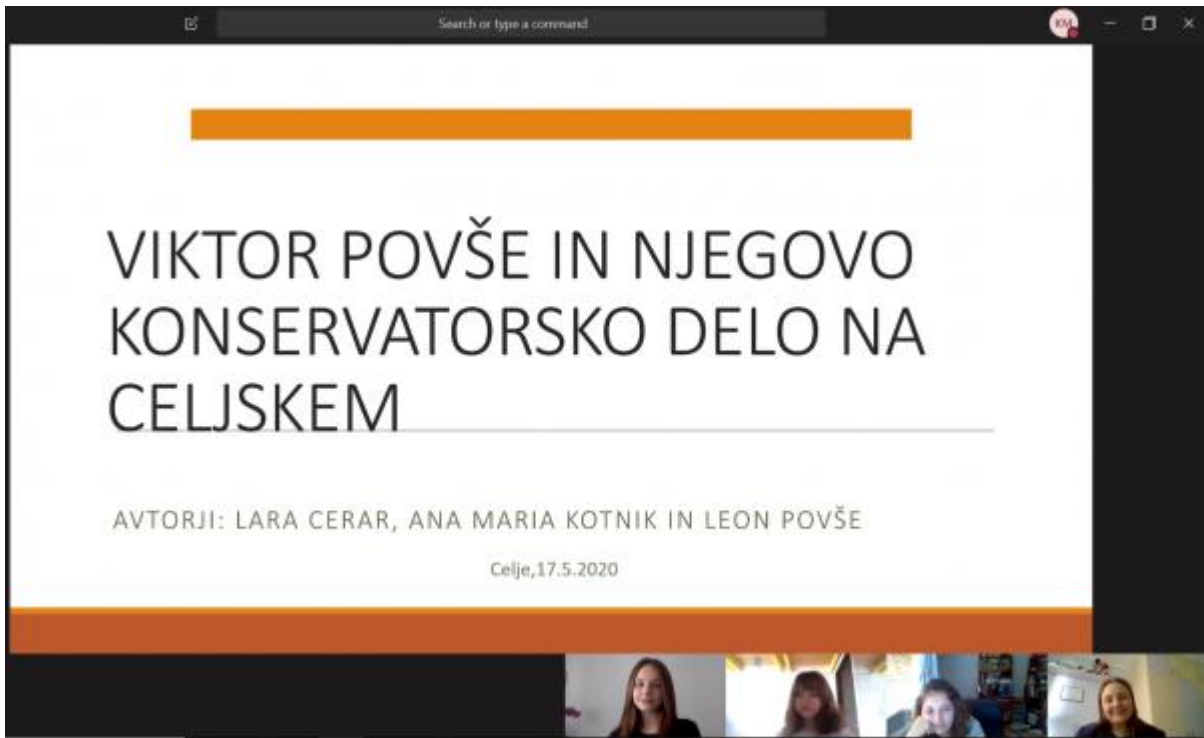 Search or type a command
KM
VIKTOR POVŠE IN NJEGOVO
KONSERVATORSKO DELO NA
CELJSKEM
AVTORJI: LARA CERAR, ANA MARIA KOTNIK IN LEON POVŠE
Celje,17.5.2020